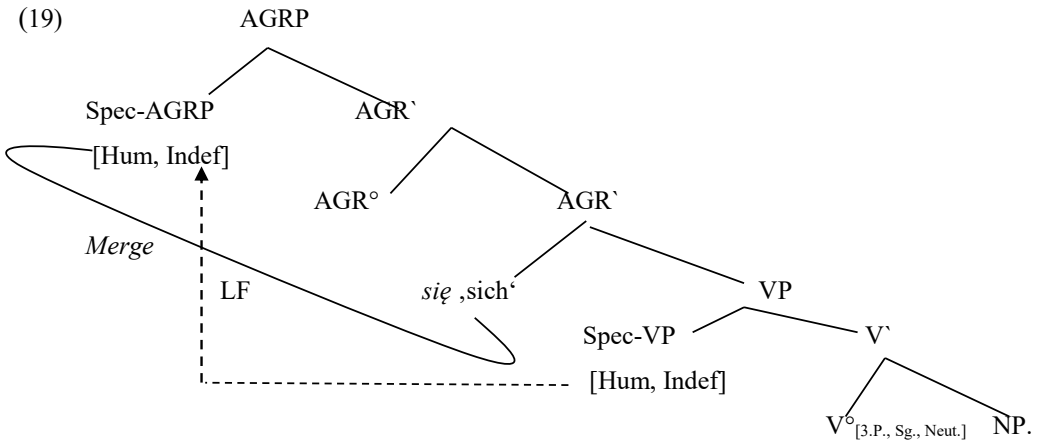 (19) AGRP
Spec-AGRP AGR`
[Hum, Indef]
AGR° AGR`
Merge
LF się ‚sich‘ VP
Spec-VP V`
[Hum, Indef]
V°[3.P., Sg., Neut.] NP.